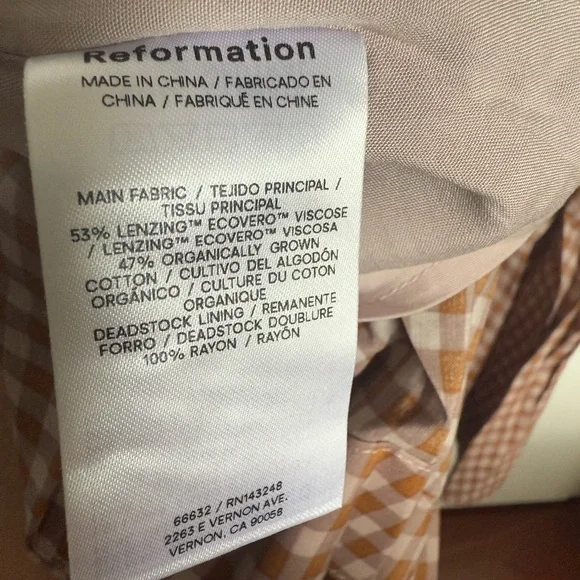 Reformation
MADE IN CHINA / FABRICADO EN
CHINA / FABRIQUÉ EN CHINE
MAIN FABRIC / TEJIDO PRINCIPAL /
TISSU PRINCIPAL
53% LENZING™ ECOVERO™ VISCOSE
/ LENZING™ ECOVERO™ VISCOSA
47% ORGANICALLY GROWN
COTTON / CULTIVO DEL ALGODÓN
ORGÁNICO / CULTURE DU COTON
ORGANIQUE
DEADSTOCK LINING / REMANENTE
FORRO / DEADSTOCK DOUBLURE
100% RAYON / RAYÓN
66632 / RN143248
2263 E VERNON AVE.
VERNON, CA 90058